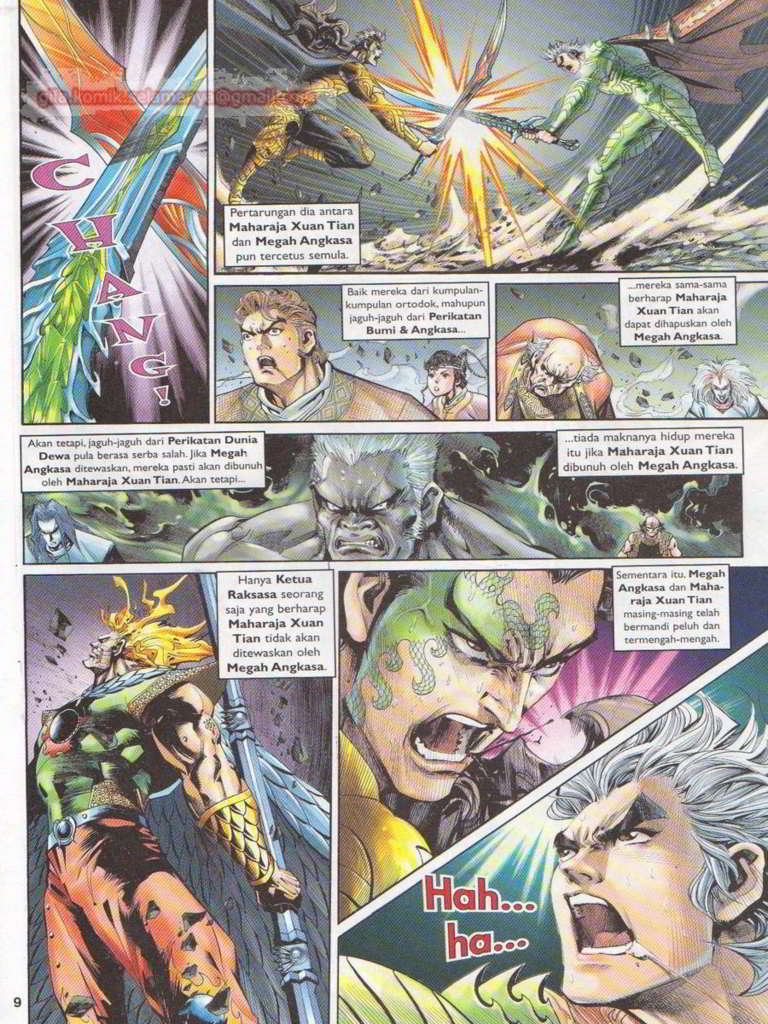 gila.komik.selamanya@gmail.com
CHANG!
Pertarungan dia antara
Maharaja Xuan Tian
dan Megah Angkasa
pun tercetus semula.
Baik mereka dari kumpulan-
kumpulan ortodok, mahupun
jaguh-jaguh dari Perikatan
Bumi & Angkasa...
...mereka sama-sama
berharap Maharaja
Xuan Tian akan
dapat dihapuskan oleh
Megah Angkasa.
Akan tetapi, jaguh-jaguh dari Perikatan Dunia
Dewa pula berasa serba salah. Jika Megah
Angkasa ditewaskan, mereka pasti akan dibunuh
oleh Maharaja Xuan Tian. Akan tetapi...
...tiada maknanya hidup mereka
itu jika Maharaja Xuan Tian
dibunuh oleh Megah Angkasa.
Hanya Ketua
Raksasa seorang
saja yang berharap
Maharaja Xuan
Tian tidak akan
ditewaskan oleh
Megah Angkasa.
Sementara itu, Megah
Angkasa dan Maha-
raja Xuan Tian
masing-masing telah
bermandi peluh dan
termengah-mengah.
Hah...
ha...
9